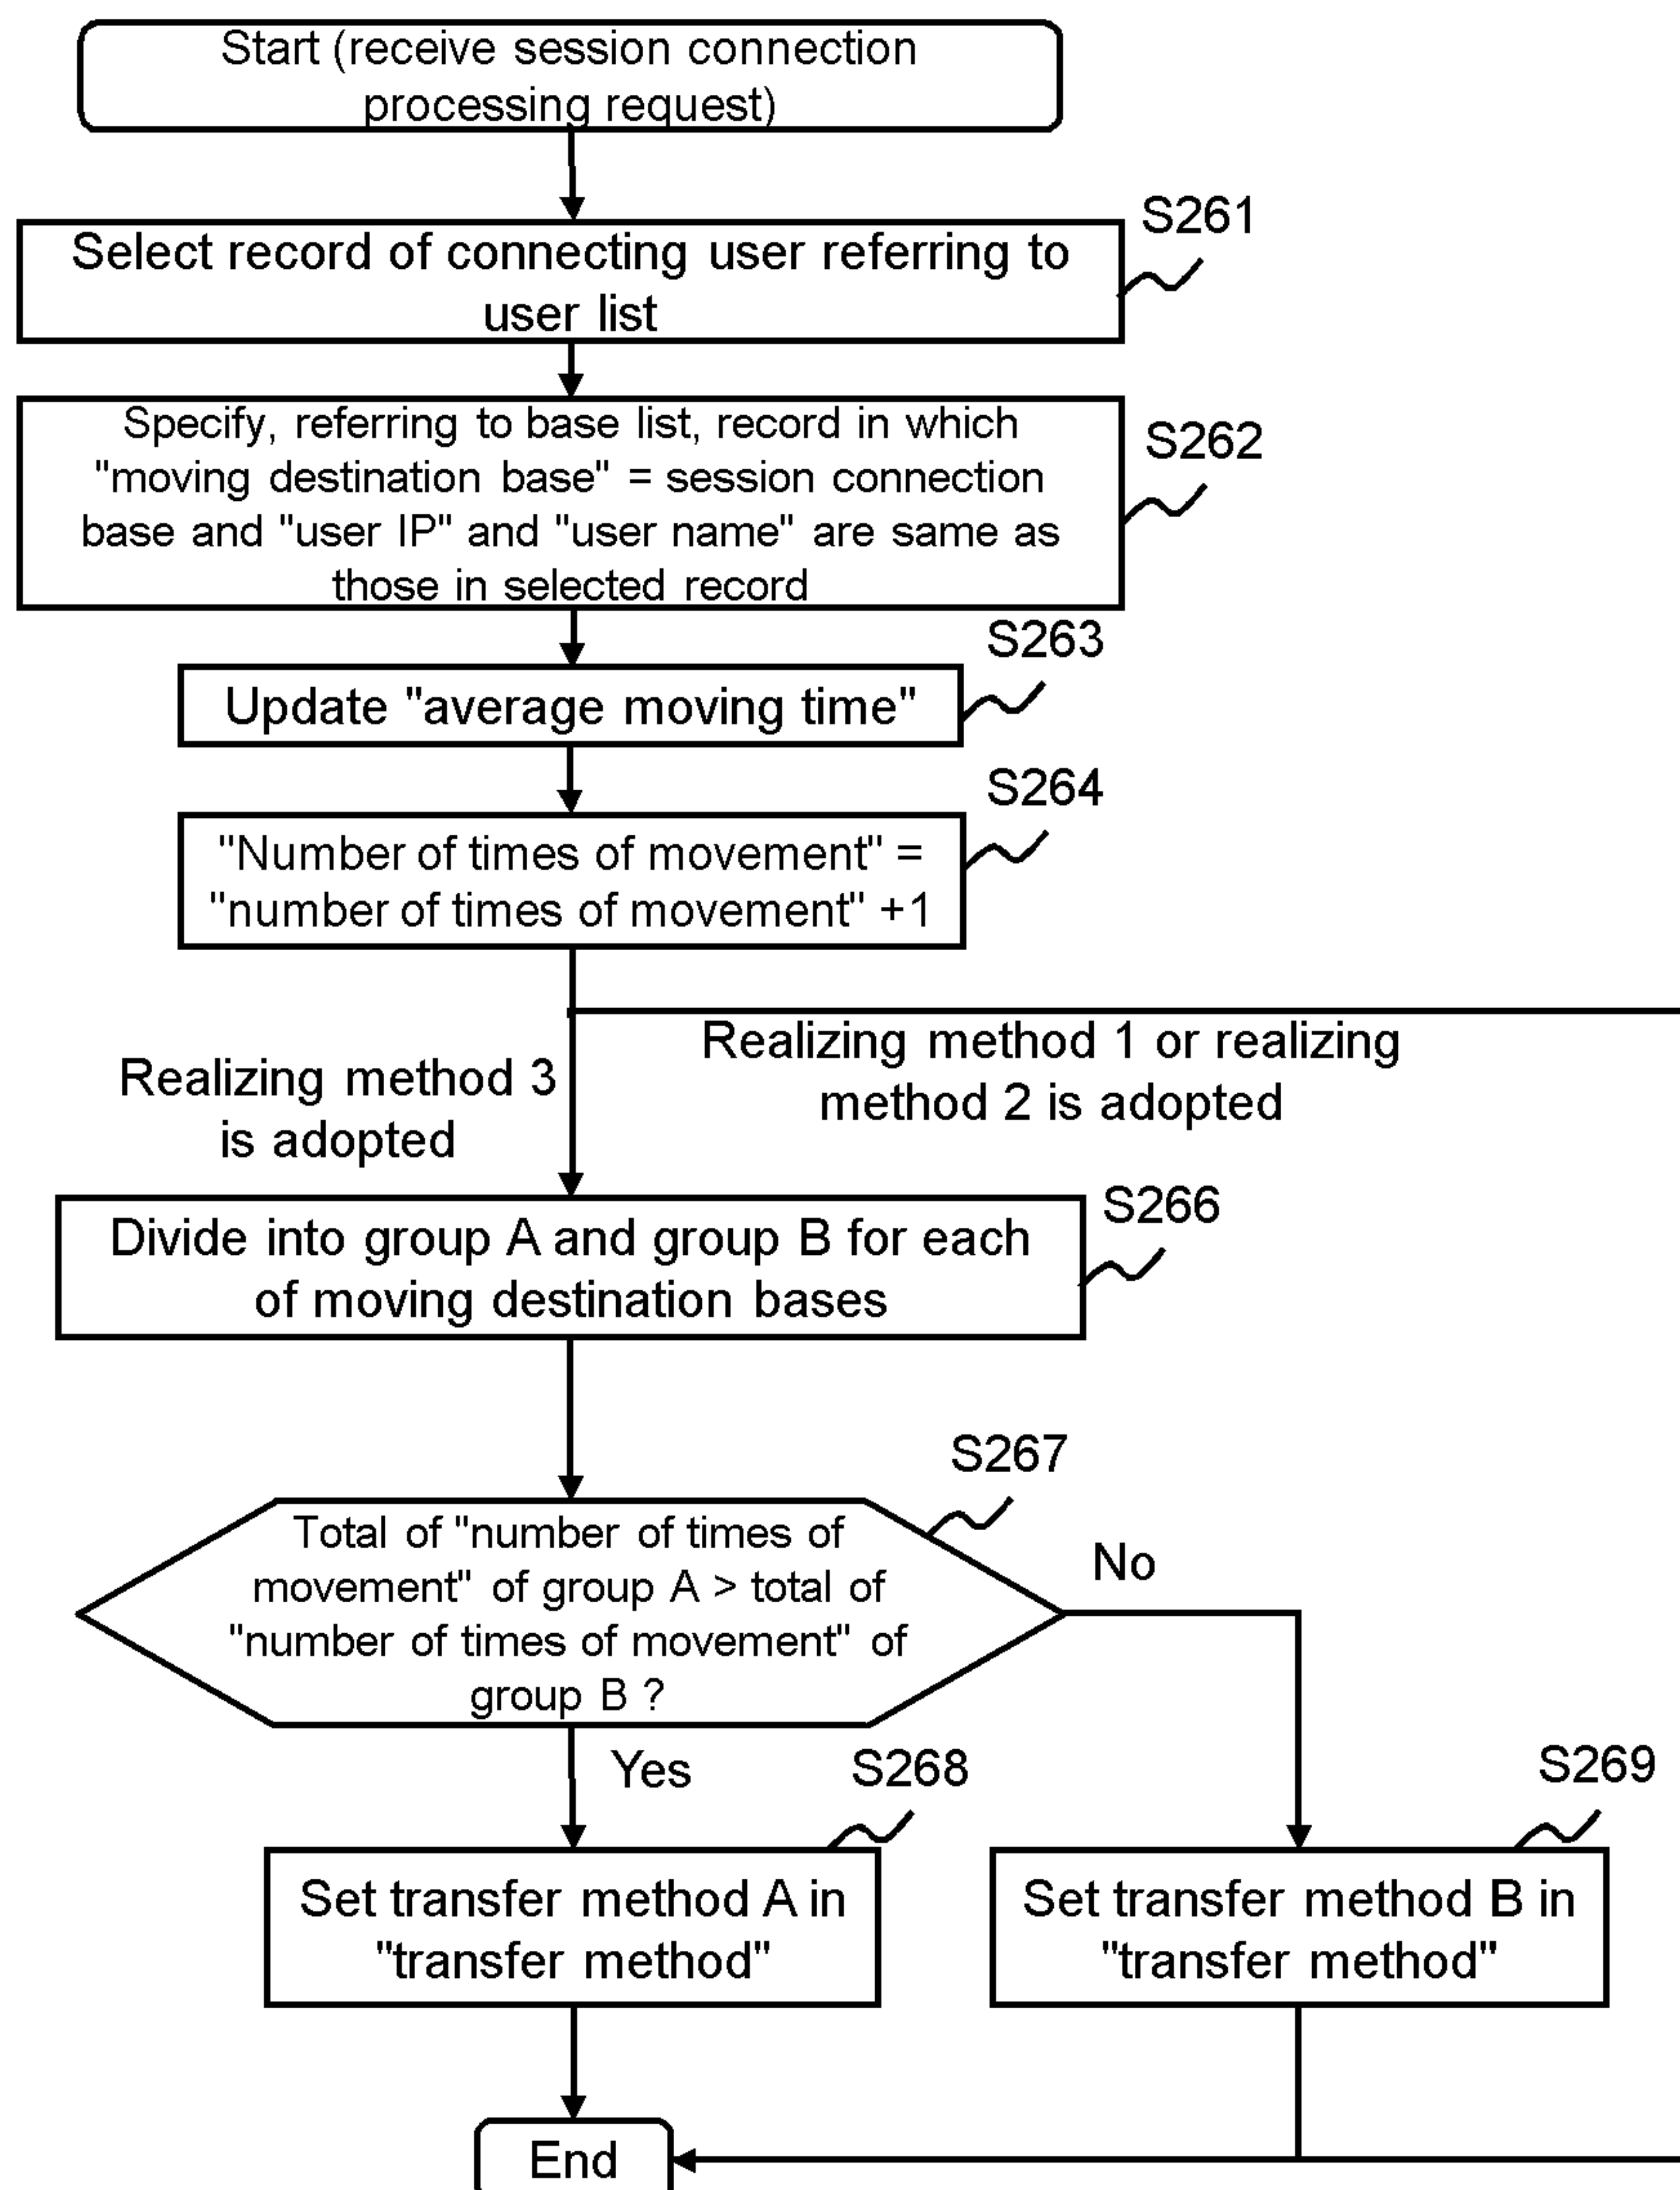 Start (receive session connection
processing request)
S261
Select record of connecting user referring to
user list
S262
Specify, referring to base list, record in which
"moving destination base" = session connection
base and "user IP" and "user name" are same as
those in selected record
S263
Update "average moving time"
S264
"Number of times of movement" =
"number of times of movement" +1
Realizing method 3
is adopted
Realizing method 1 or realizing
method 2 is adopted
S266
Divide into group A and group B for each
of moving destination bases
S267
Total of "number of times of
movement" of group A > total of
"number of times of movement" of
group B ?
No
Yes
S268
Set transfer method A in
"transfer method"
S269
Set transfer method B in
"transfer method"
End